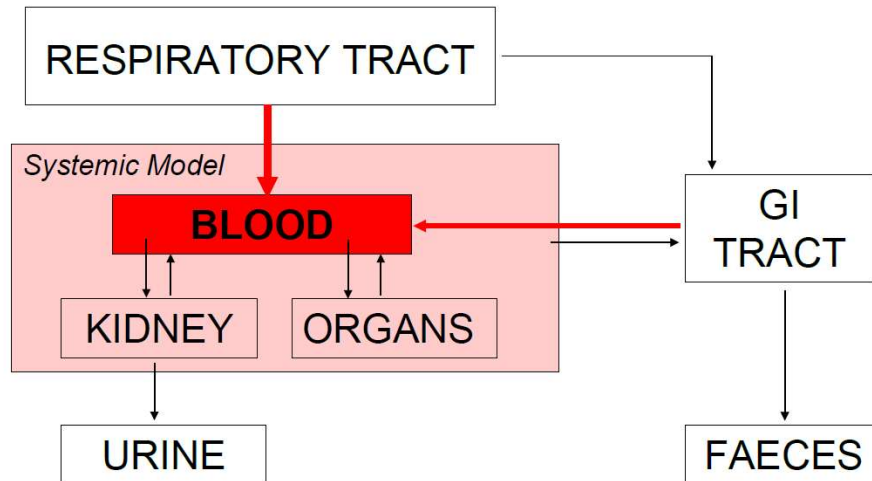 RESPIRATORY TRACT
Systemic Model
BLOOD
GI
TRACT
KIDNEY
ORGANS
URINE
FAECES